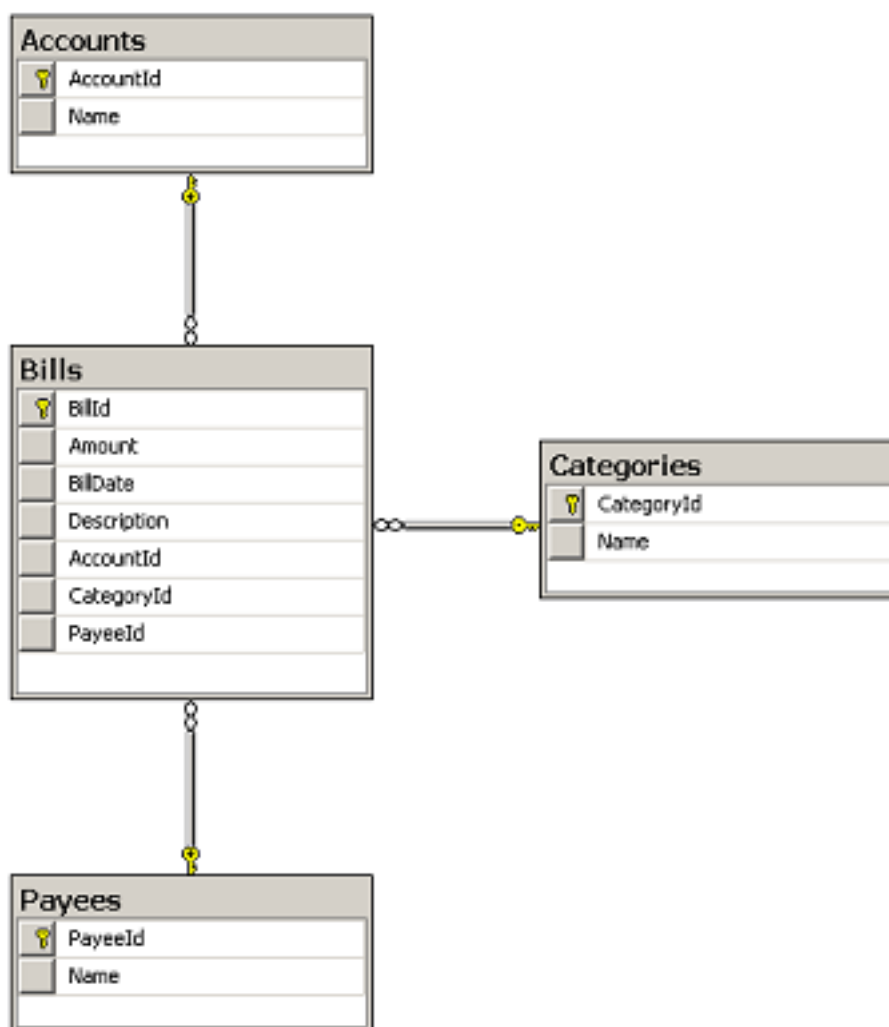 Accounts
AccountId
Name
Bills
BillId
Amount
BillDate
Description
AccountId
CategoryId
PayeeId
Categories
CategoryId
Name
Payees
PayeeId
Name